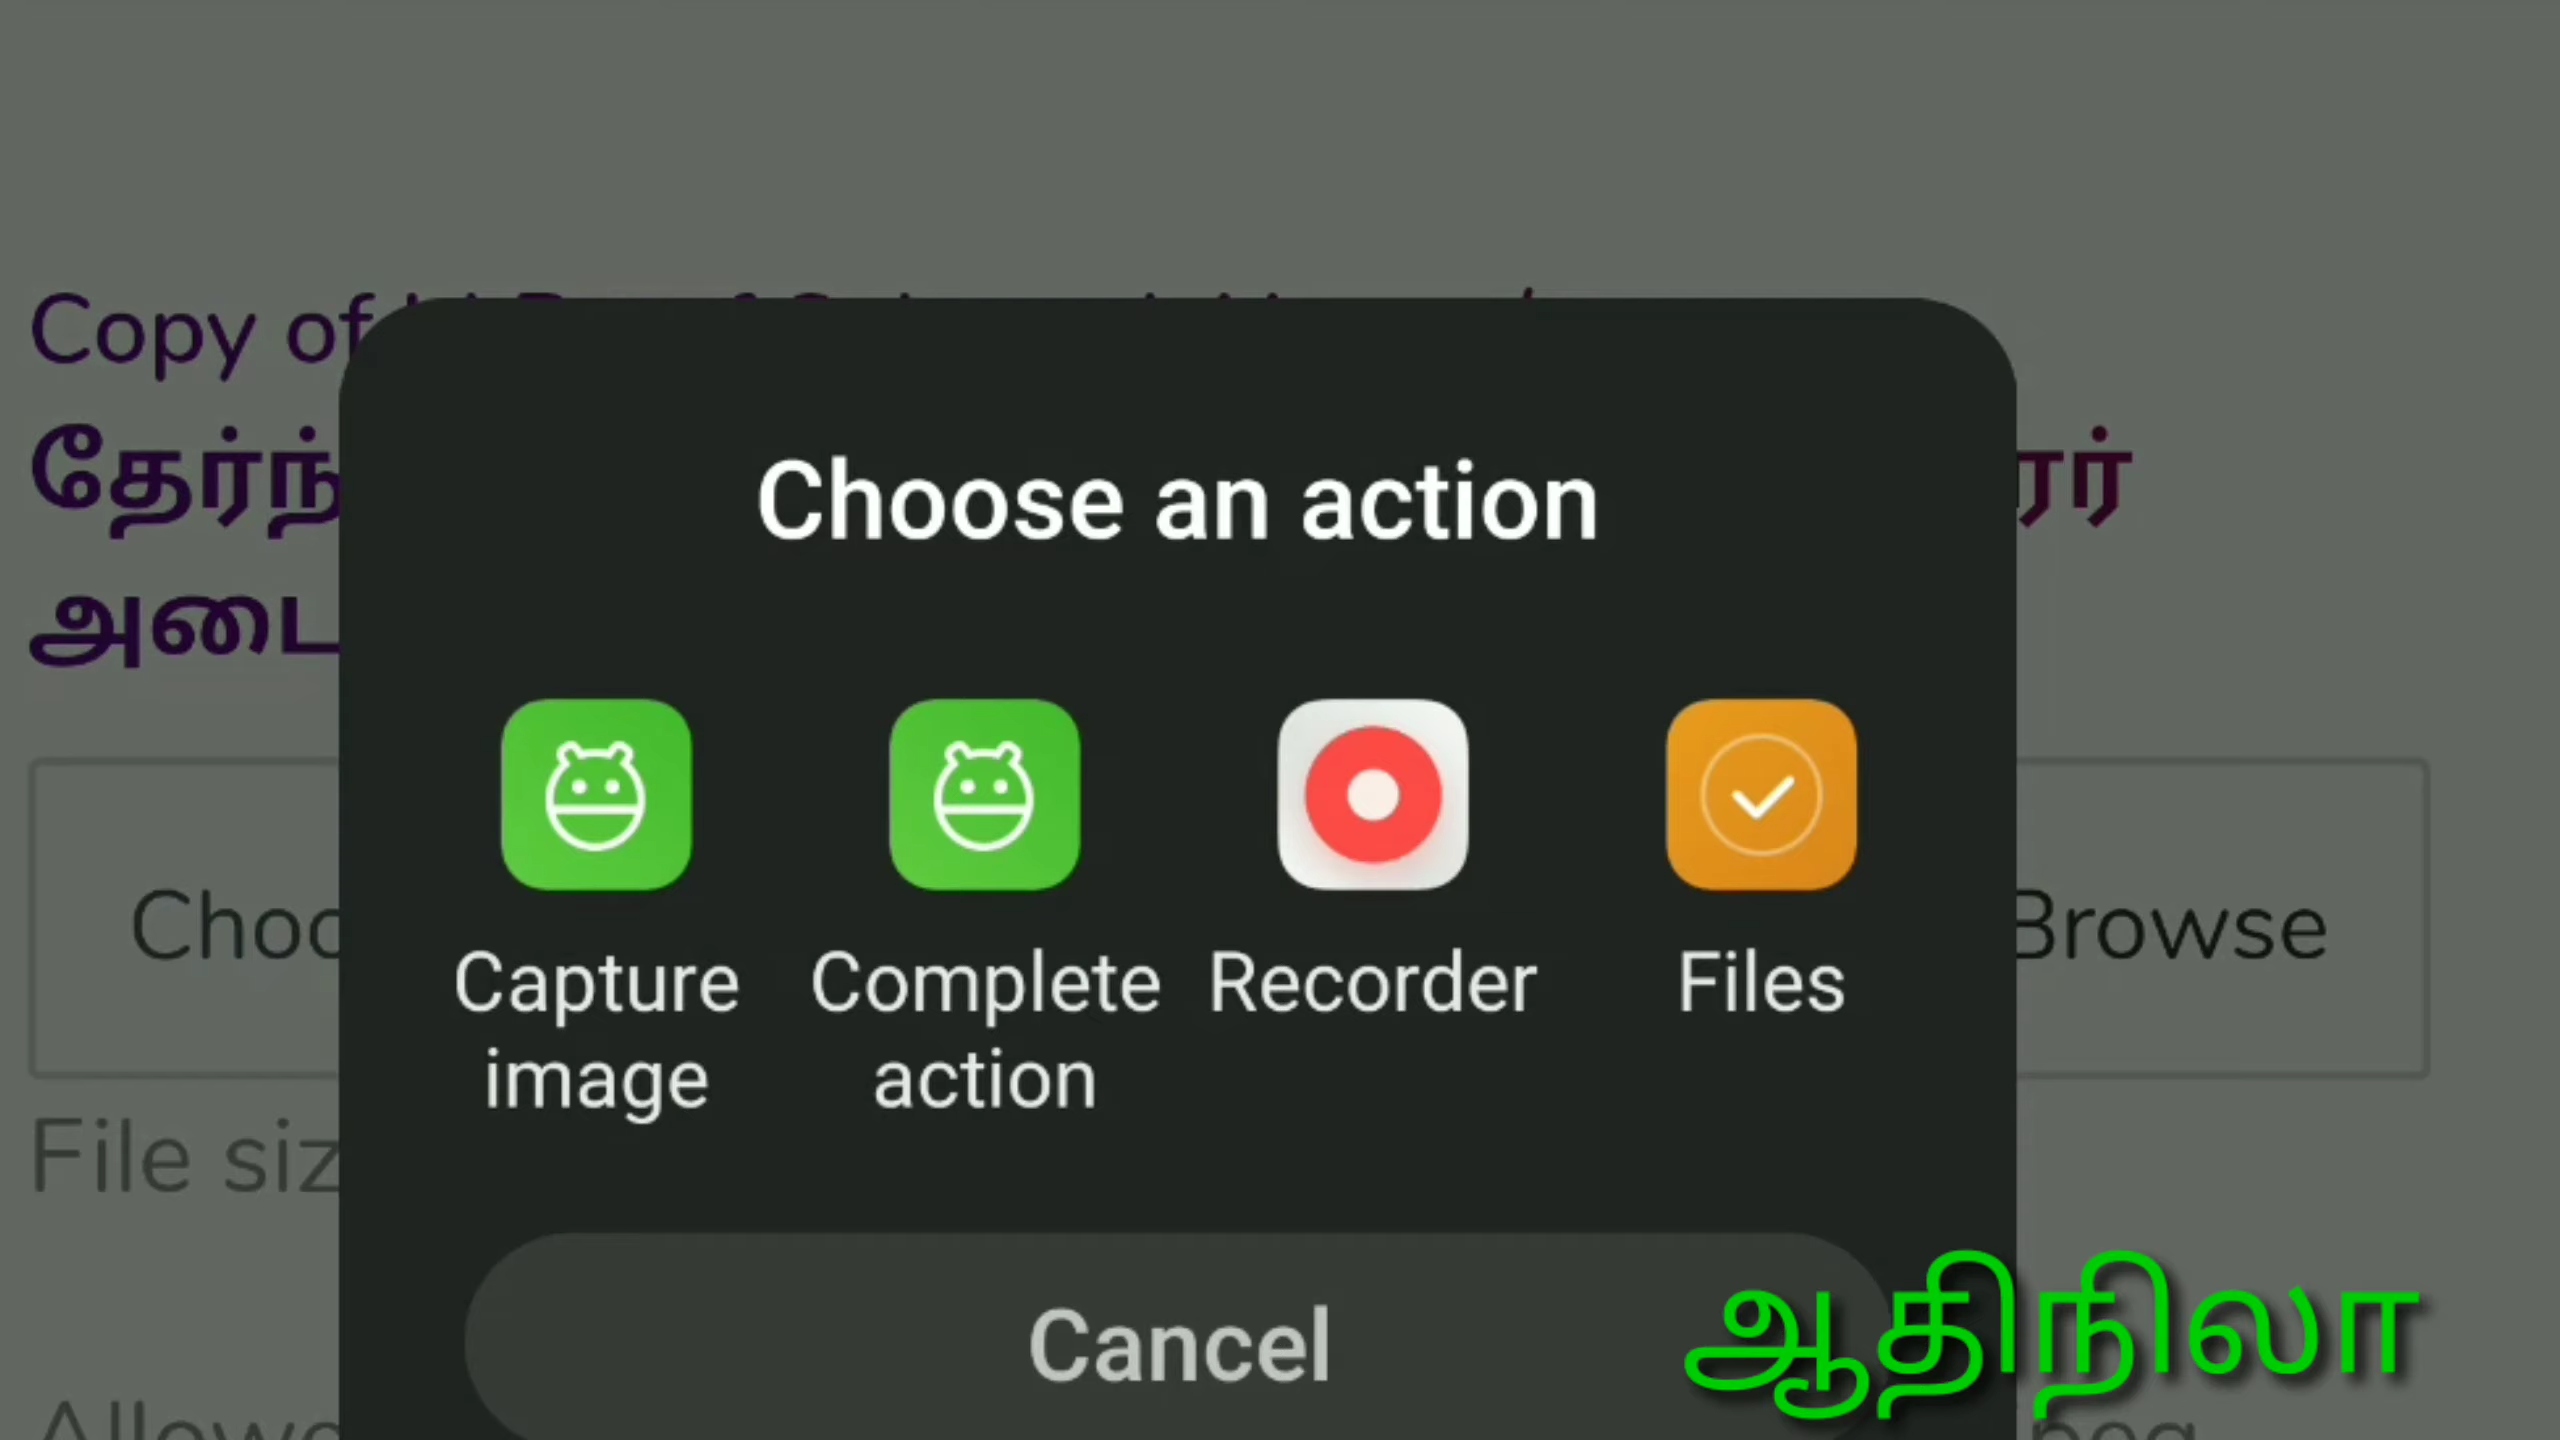 Copy of
தேர்ந்
ரர்
அடை
Choose an action
Capture image
Complete action
Recorder
Files
Choo
Browse
File siz
Cancel
ஆதிநிலா